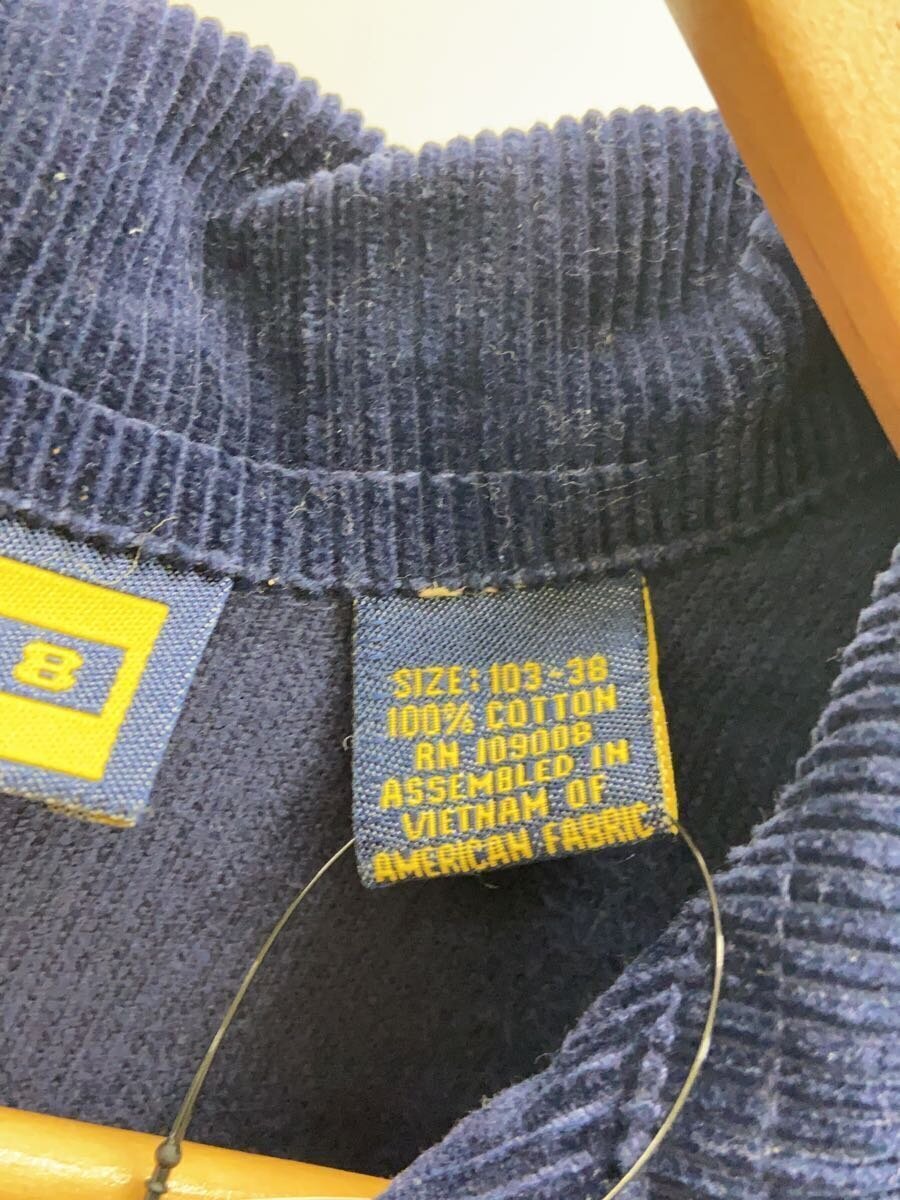 8
SIZE: 103-38
100% COTTON
RN 109008
ASSEMBLED IN
VIETNAM OF
AMERICAN FABRIC